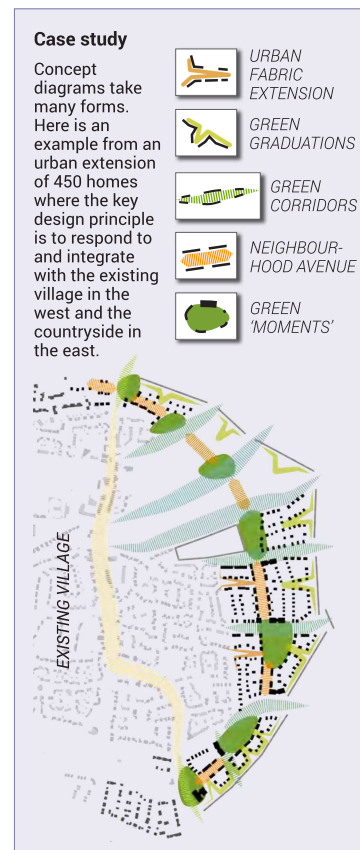 Case study
Concept
diagrams take
many forms.
Here is an
example from an
urban extension
of 450 homes
where the key
design principle
is to respond to
and integrate
with the existing
village in the
west and the
countryside in
the east.
URBAN
FABRIC
EXTENSION
GREEN
GRADUATIONS
GREEN
CORRIDORS
NEIGHBOUR-
HOOD AVENUE
GREEN
‘MOMENTS’
EXISTING VILLAGE